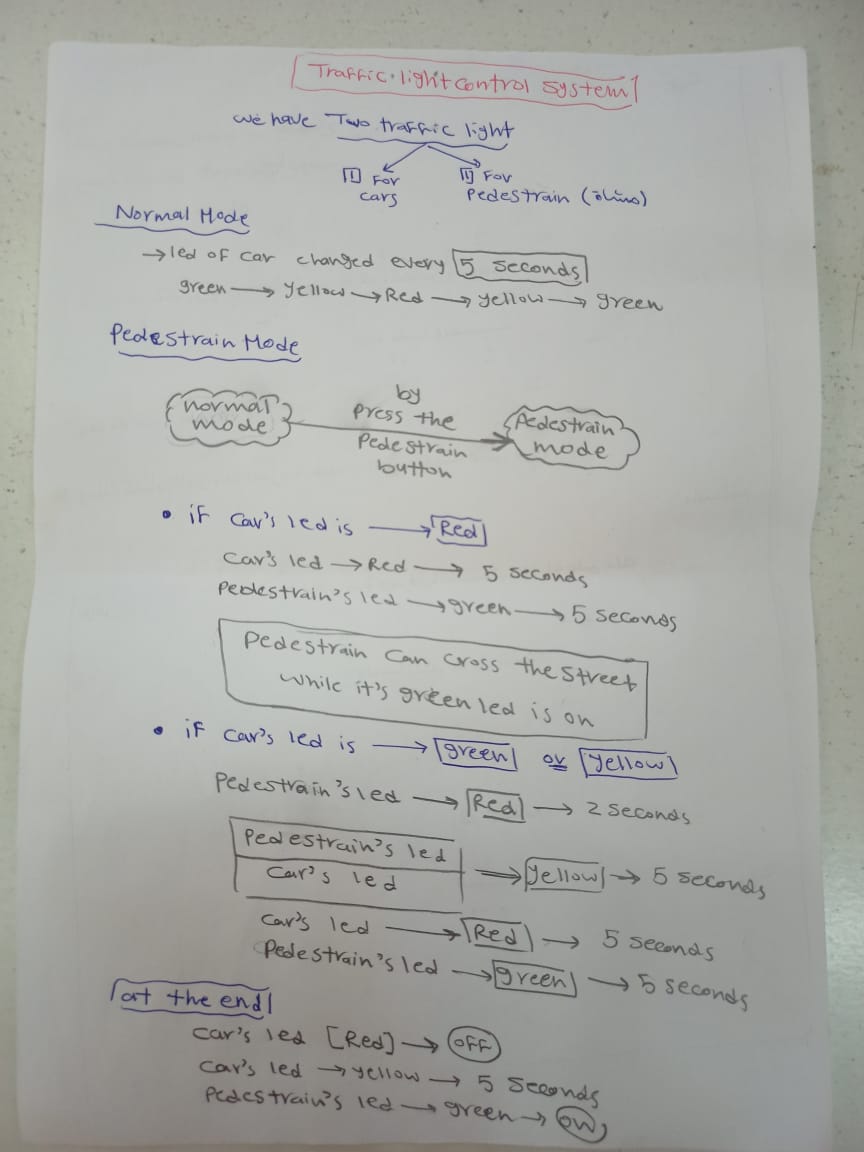 Traffic.light control system
we have Two traffic light
1 For cars
1 For Pedestrain (مشاة)
Normal Mode
→ led of car changed every 5 seconds
green → Yellow → Red → yellow → green
Pedestrain Mode
normal mode
by Press the Pedestrain button
Pedestrain mode
• if car's led is → Red
car's led → Red → 5 seconds
Pedestrain's led → green → 5 seconds
Pedestrain can cross the street
while it's green led is on
• if car's led is → green or yellow
Pedestrain's led → Red → 2 seconds
Pedestrain's led
car's led
⇒ yellow → 5 seconds
car's led → Red → 5 seconds
Pedestrain's led → green → 5 seconds
at the end
car's led [Red] → OFF
car's led → yellow → 5 seconds
Pedestrain's led → green → ON